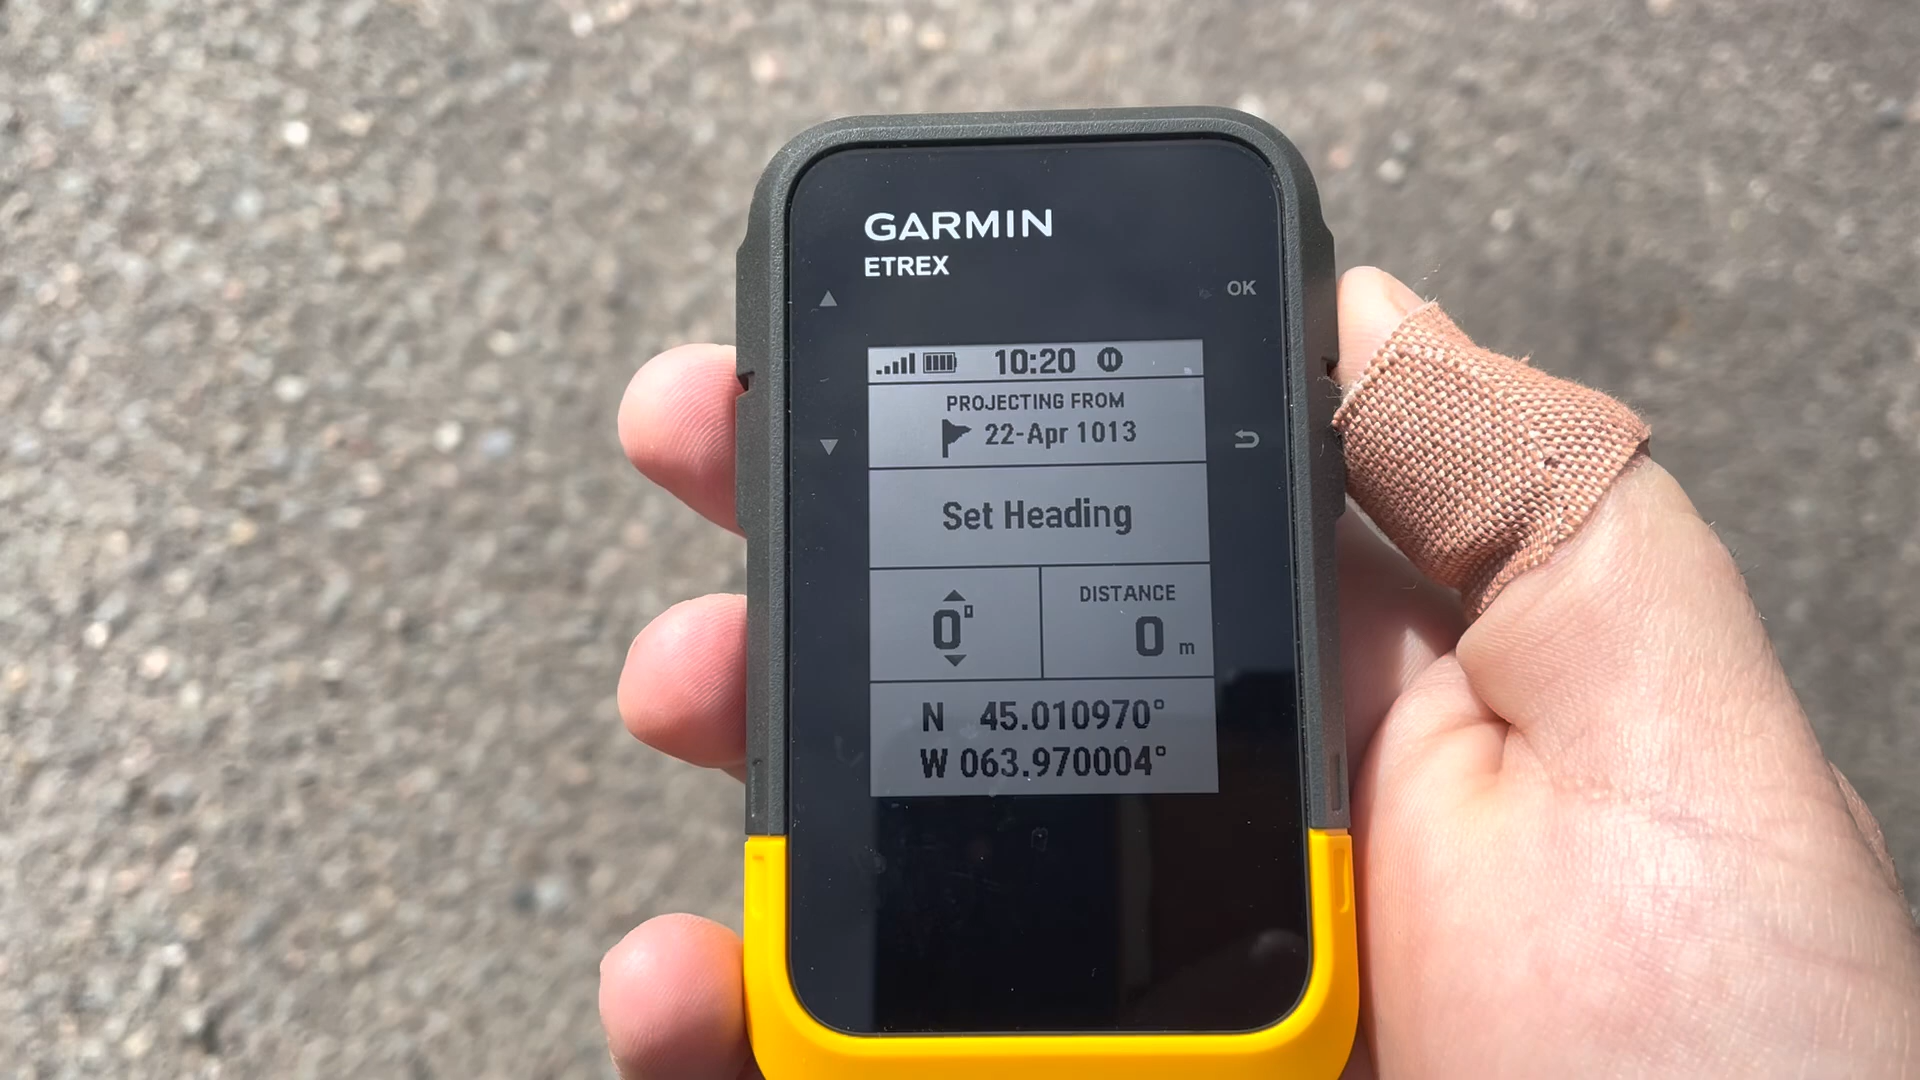 GARMIN
ETREX
OK
10:20
PROJECTING FROM
22-Apr 1013
Set Heading
0°
DISTANCE
0 m
N 45.010970°
W 063.970004°